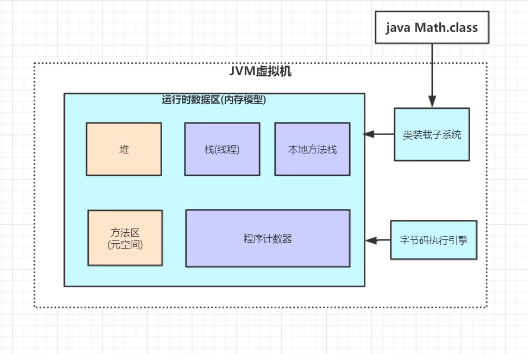 java Math.class
JVM虚拟机
运行时数据区(内存模型)
堆
栈(线程)
本地方法栈
类装载子系统
方法区
(元空间)
程序计数器
字节码执行引擎